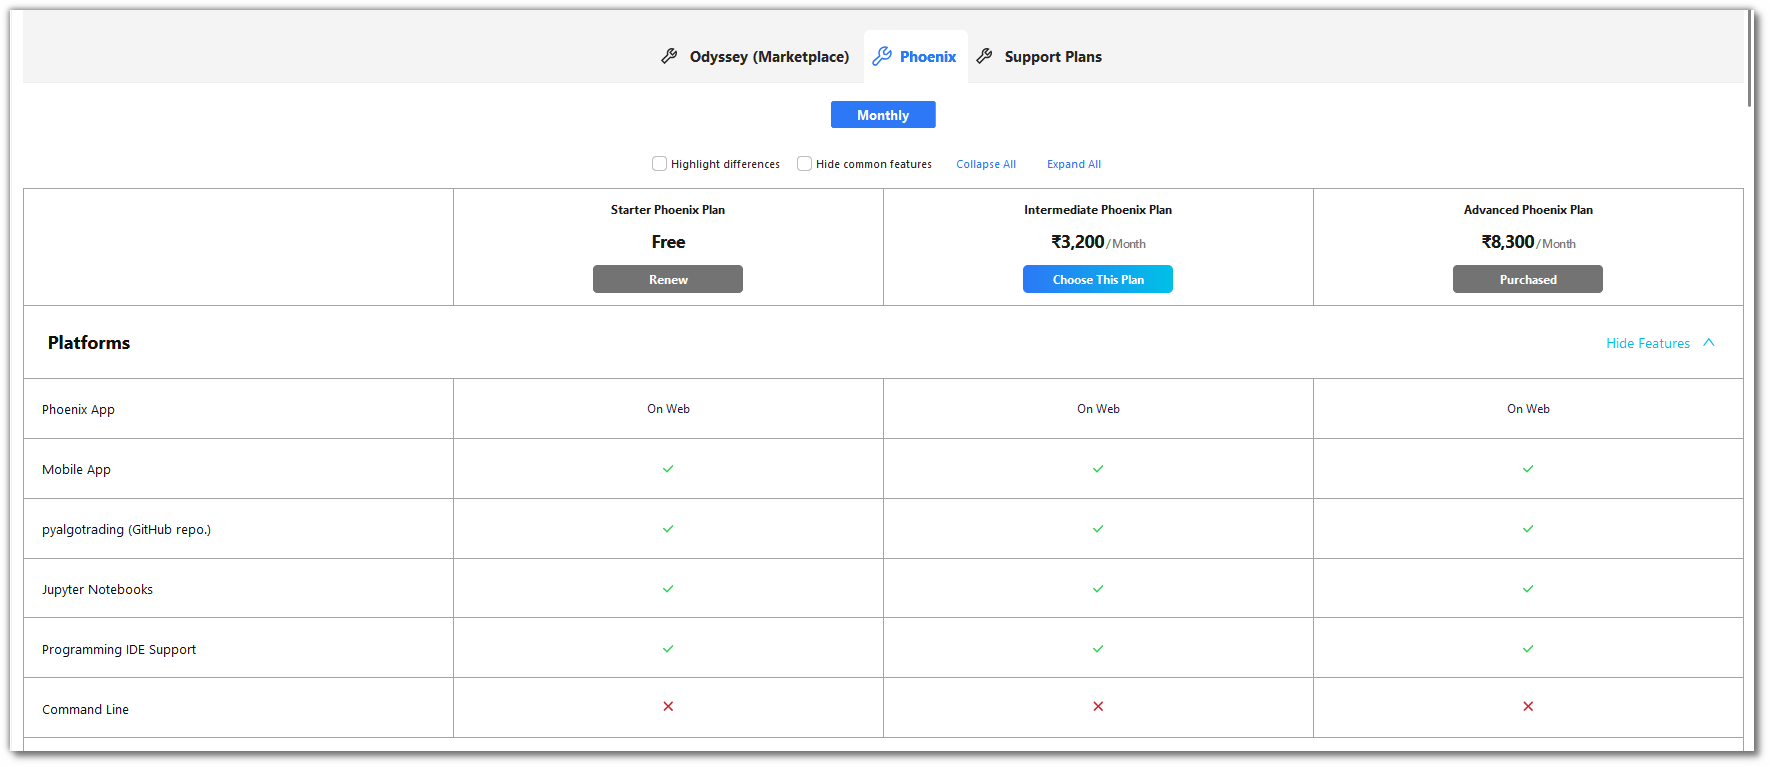 Odyssey (Marketplace) Phoenix Support Plans
Monthly
Highlight differences Hide common features Collapse All Expand All
Starter Phoenix Plan Intermediate Phoenix Plan Advanced Phoenix Plan
Free ₹3,200 / Month ₹8,300 / Month
Renew Choose This Plan Purchased
Platforms Hide Features
Phoenix App On Web On Web On Web
Mobile App
pyalgotrading (GitHub repo.)
Jupyter Notebooks
Programming IDE Support
Command Line